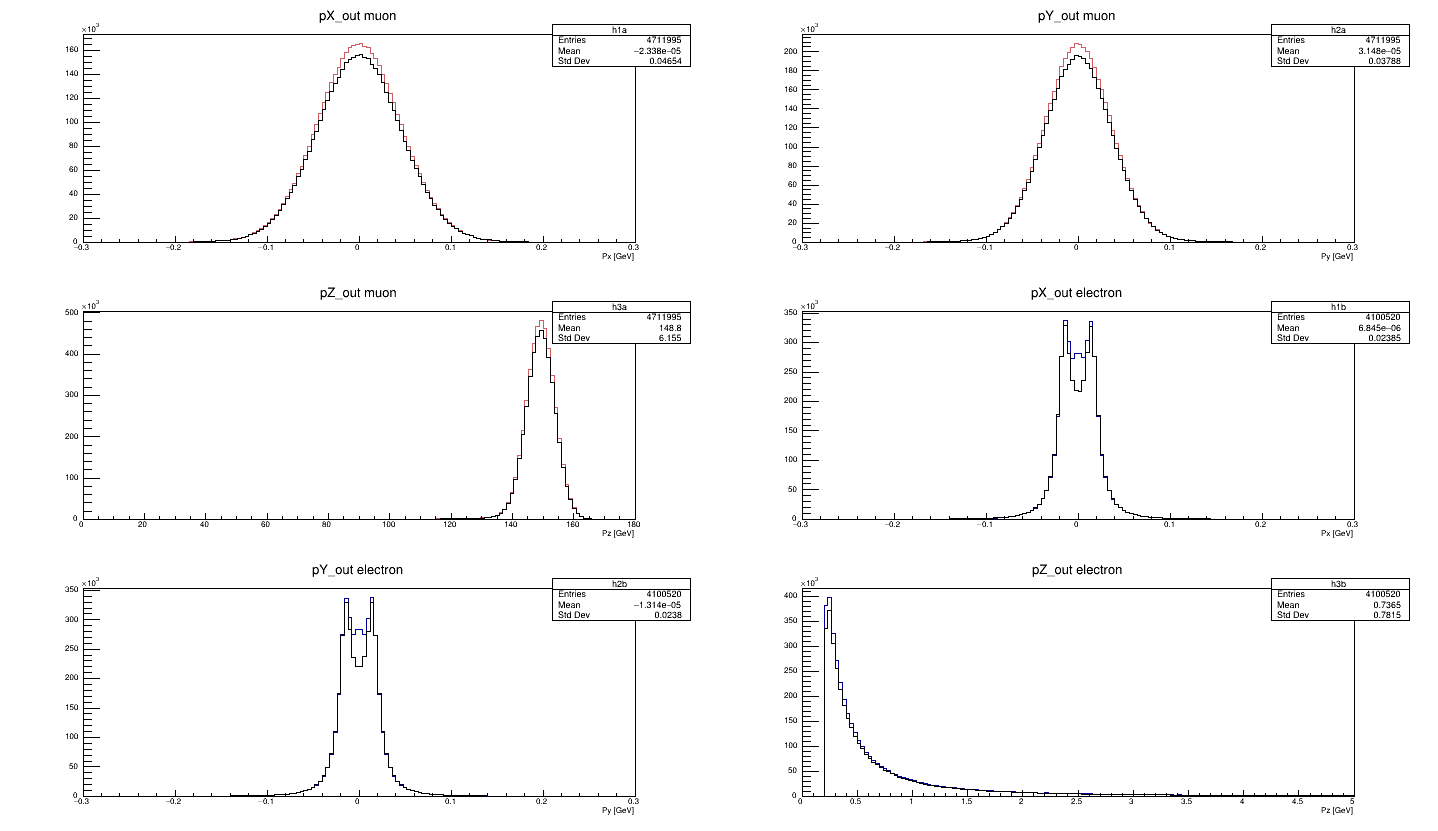 pX_out muon
×10³
h1a
Entries 4711995
Mean −2.338e−05
Std Dev 0.04654
160
140
120
100
80
60
40
20
0
−0.3 −0.2 −0.1 0 0.1 0.2 0.3
Px [GeV]
pY_out muon
×10³
h2a
Entries 4711995
Mean 3.148e−05
Std Dev 0.03788
200
180
160
140
120
100
80
60
40
20
0
−0.3 −0.2 −0.1 0 0.1 0.2 0.3
Py [GeV]
pZ_out muon
×10³
h3a
Entries 4711995
Mean 148.8
Std Dev 6.155
500
400
300
200
100
0
0 20 40 60 80 100 120 140 160 180
Pz [GeV]
pX_out electron
×10³
h1b
Entries 4100520
Mean 6.845e−06
Std Dev 0.02385
350
300
250
200
150
100
50
0
−0.3 −0.2 −0.1 0 0.1 0.2 0.3
Px [GeV]
pY_out electron
×10³
h2b
Entries 4100520
Mean −1.314e−05
Std Dev 0.0238
350
300
250
200
150
100
50
0
−0.3 −0.2 −0.1 0 0.1 0.2 0.3
Py [GeV]
pZ_out electron
×10³
h3b
Entries 4100520
Mean 0.7365
Std Dev 0.7815
400
350
300
250
200
150
100
50
0
0 0.5 1 1.5 2 2.5 3 3.5 4 4.5 5
Pz [GeV]